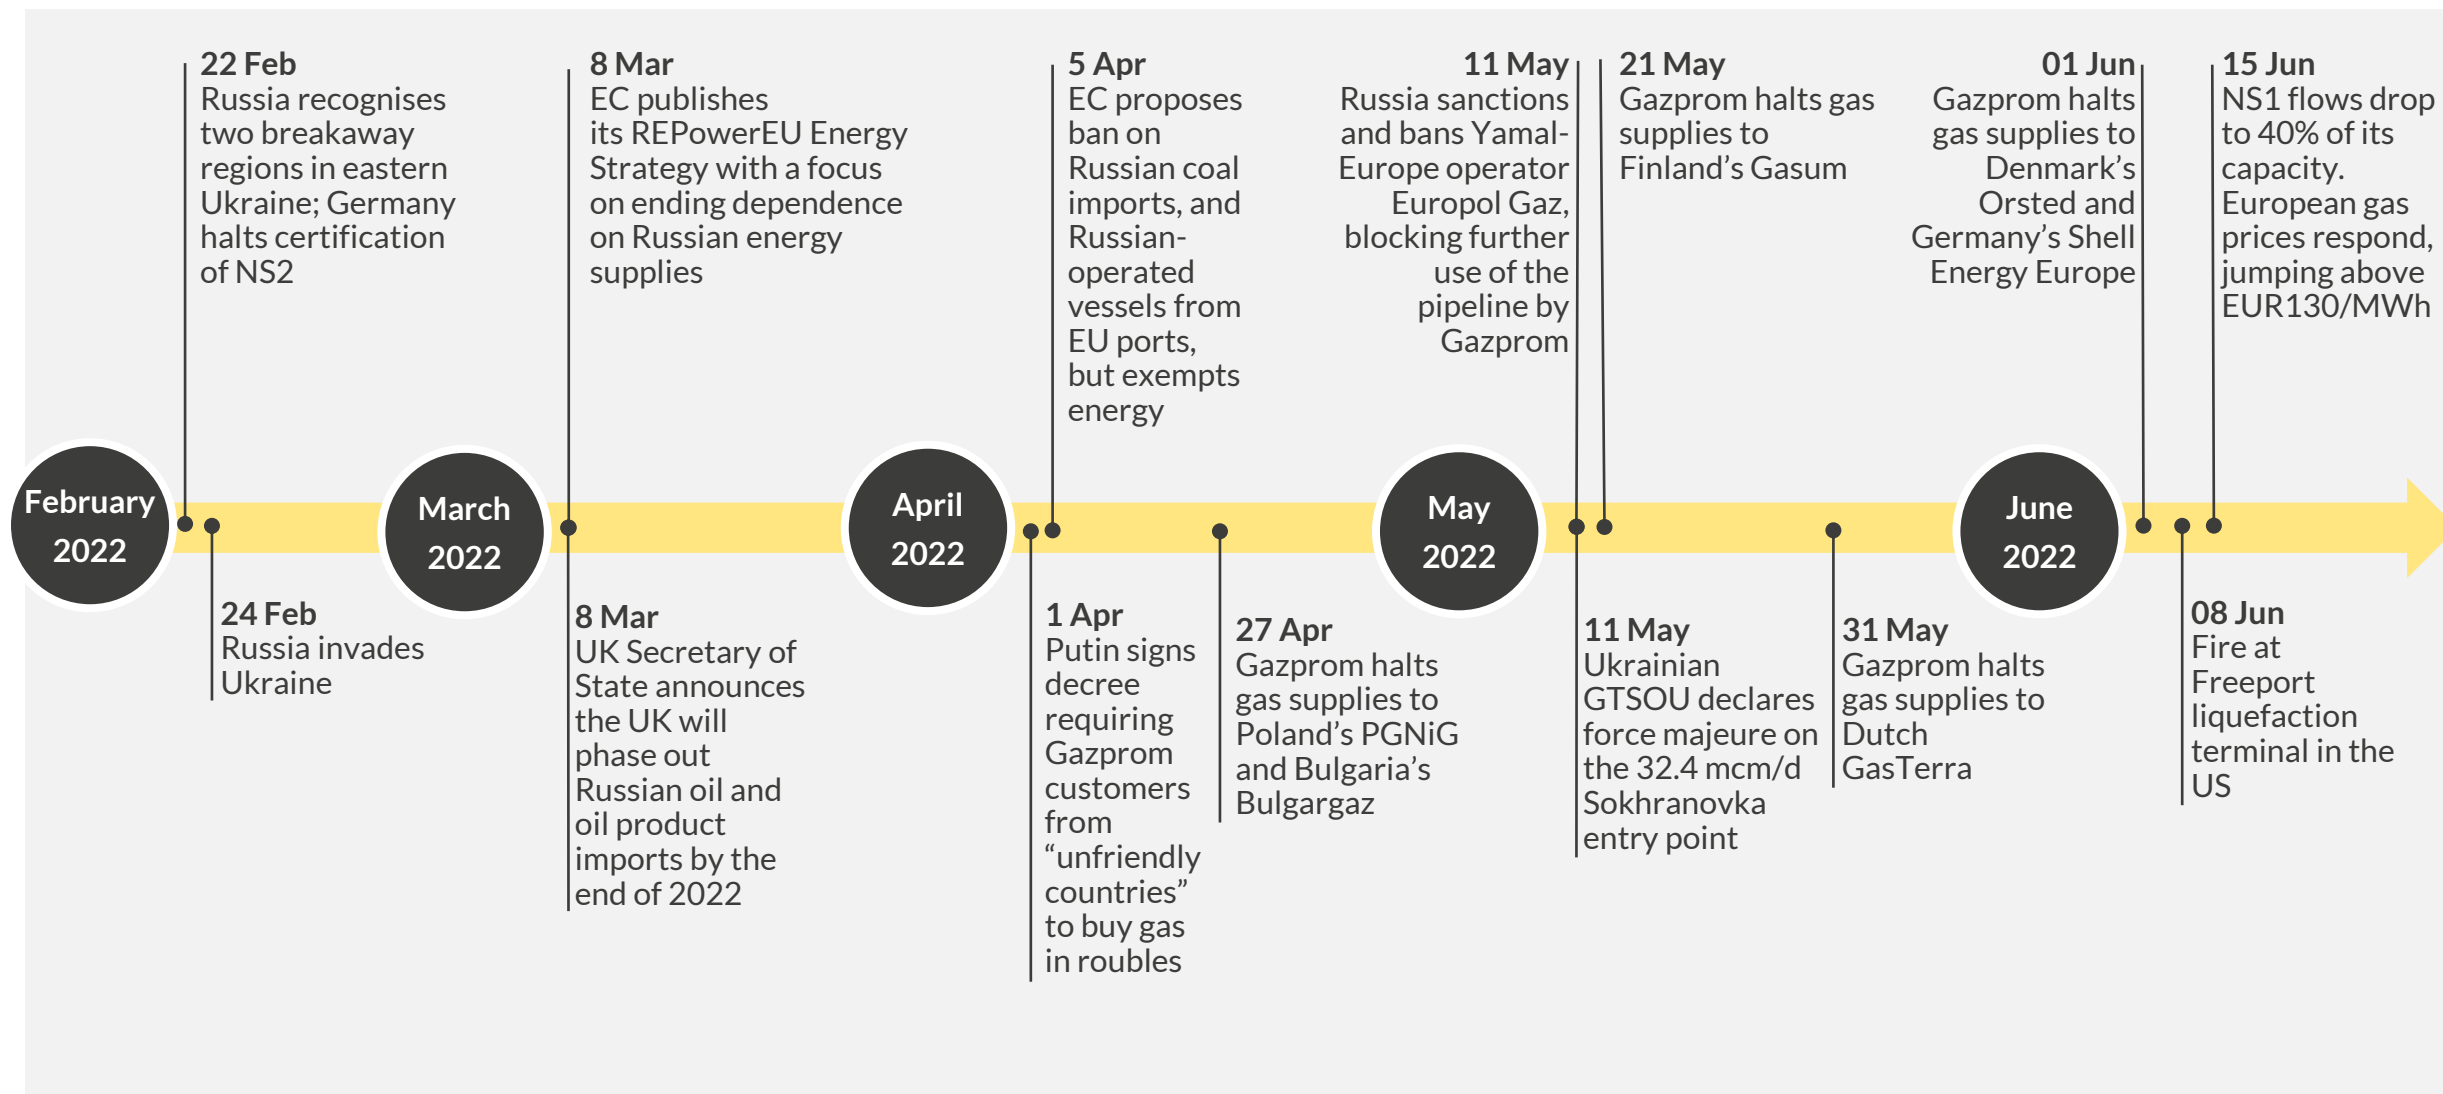 22 Feb
Russia recognises
two breakaway
regions in eastern
Ukraine; Germany
halts certification
of NS2
8 Mar
EC publishes
its REPowerEU Energy
Strategy with a focus
on ending dependence
on Russian energy
supplies
5 Apr
EC proposes
ban on
Russian coal
imports, and
Russian-
operated
vessels from
EU ports,
but exempts
energy
11 May
Russia sanctions
and bans Yamal-
Europe operator
Europol Gaz,
blocking further
use of the
pipeline by
Gazprom
21 May
Gazprom halts gas
supplies to
Finland’s Gasum
01 Jun
Gazprom halts
gas supplies to
Denmark’s
Orsted and
Germany’s Shell
Energy Europe
15 Jun
NS1 flows drop
to 40% of its
capacity.
European gas
prices respond,
jumping above
EUR130/MWh
February
2022
March
2022
April
2022
May
2022
June
2022
24 Feb
Russia invades
Ukraine
8 Mar
UK Secretary of
State announces
the UK will
phase out
Russian oil and
oil product
imports by the
end of 2022
1 Apr
Putin signs
decree
requiring
Gazprom
customers
from
“unfriendly
countries”
to buy gas
in roubles
27 Apr
Gazprom halts
gas supplies to
Poland’s PGNiG
and Bulgaria’s
Bulgargaz
11 May
Ukrainian
GTSOU declares
force majeure on
the 32.4 mcm/d
Sokhranovka
entry point
31 May
Gazprom halts
gas supplies to
Dutch
GasTerra
08 Jun
Fire at
Freeport
liquefaction
terminal in the
US